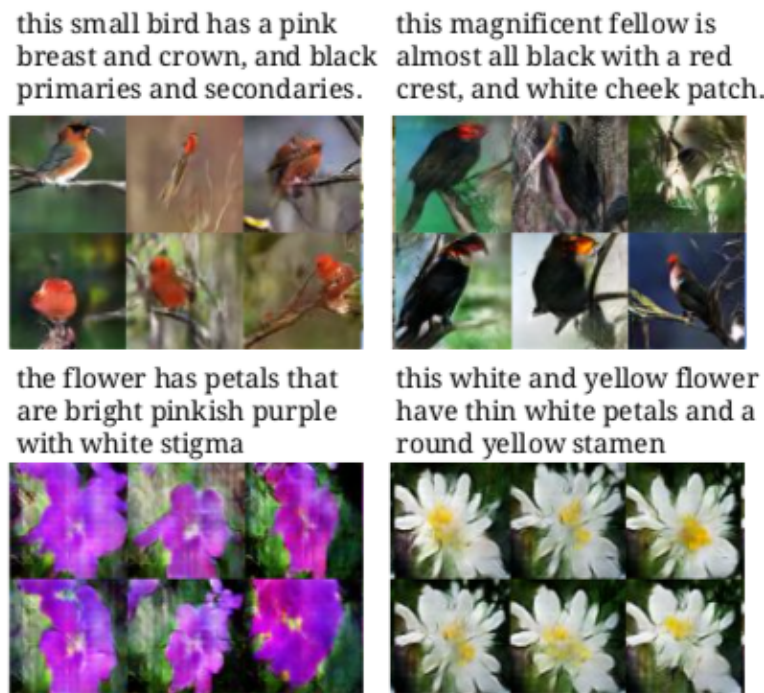 this small bird has a pink
breast and crown, and black
primaries and secondaries.
this magnificent fellow is
almost all black with a red
crest, and white cheek patch.
the flower has petals that
are bright pinkish purple
with white stigma
this white and yellow flower
have thin white petals and a
round yellow stamen